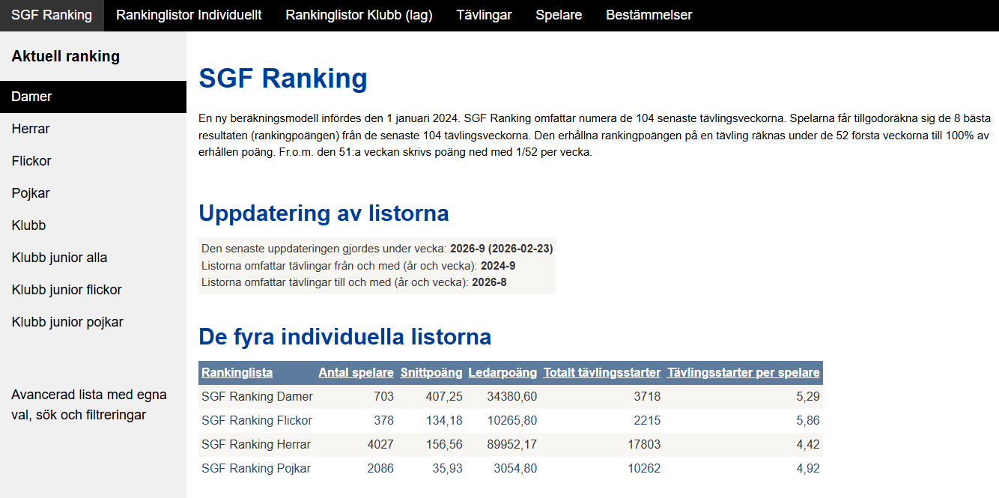 SGF Ranking Rankinglistor Individuellt Rankinglistor Klubb (lag) Tävlingar Spelare Bestämmelser
Aktuell ranking
Damer
Herrar
Flickor
Pojkar
Klubb
Klubb junior alla
Klubb junior flickor
Klubb junior pojkar
Avancerad lista med egna
val, sök och filtreringar
SGF Ranking
En ny beräkningsmodell infördes den 1 januari 2024. SGF Ranking omfattar numera de 104 senaste tävlingsveckorna. Spelarna får tillgodoräkna sig de 8 bästa
resultaten (rankingpoängen) från de senaste 104 tävlingsveckorna. Den erhållna rankingpoängen på en tävling räknas under de 52 första veckorna till 100% av
erhållen poäng. Fr.o.m. den 51:a veckan skrivs poäng ned med 1/52 per vecka.
Uppdatering av listorna
Den senaste uppdateringen gjordes under vecka: 2026-9 (2026-02-23)
Listorna omfattar tävlingar från och med (år och vecka): 2024-9
Listorna omfattar tävlingar till och med (år och vecka): 2026-8
De fyra individuella listorna
Rankinglista Antal spelare Snittpoäng Ledarpoäng Totalt tävlingsstarter Tävlingsstarter per spelare
SGF Ranking Damer 703 407,25 34380,60 3718 5,29
SGF Ranking Flickor 378 134,18 10265,80 2215 5,86
SGF Ranking Herrar 4027 156,56 89952,17 17803 4,42
SGF Ranking Pojkar 2086 35,93 3054,80 10262 4,92